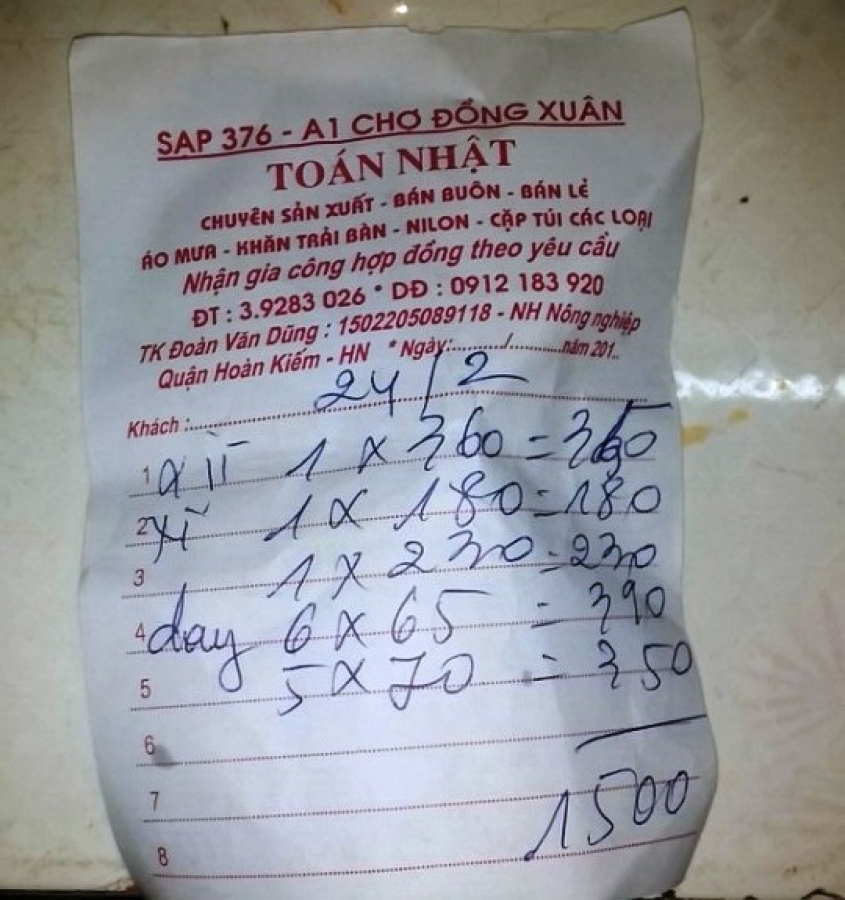 SẠP 376 - A1 CHỢ ĐỒNG XUÂN
TOÁN NHẬT
CHUYÊN SẢN XUẤT - BÁN BUÔN - BÁN LẺ
ÁO MƯA - KHĂN TRẢI BÀN - NILON - CẶP TÚI CÁC LOẠI
Nhận gia công hợp đồng theo yêu cầu
ĐT : 3.9283 026 * DĐ : 0912 183 920
TK Đoàn Văn Dũng : 1502205089118 - NH Nông nghiệp
Quận Hoàn Kiếm - HN * Ngày:........./.........năm 201..
24/2
Khách :
1 1 x 360 = 360
2 1 x 180 = 180
3 1 x 230 = 230
4 day 6 x 65 = 390
5 5 x 70 = 350
6
7 1500
8